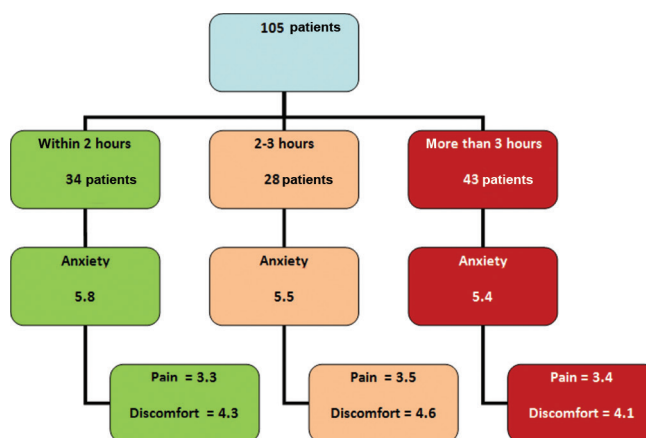 105 patients
Within 2 hours
34 patients
2-3 hours
28 patients
More than 3 hours
43 patients
Anxiety
5.8
Anxiety
5.5
Anxiety
5.4
Pain = 3.3
Discomfort = 4.3
Pain = 3.5
Discomfort = 4.6
Pain = 3.4
Discomfort = 4.1